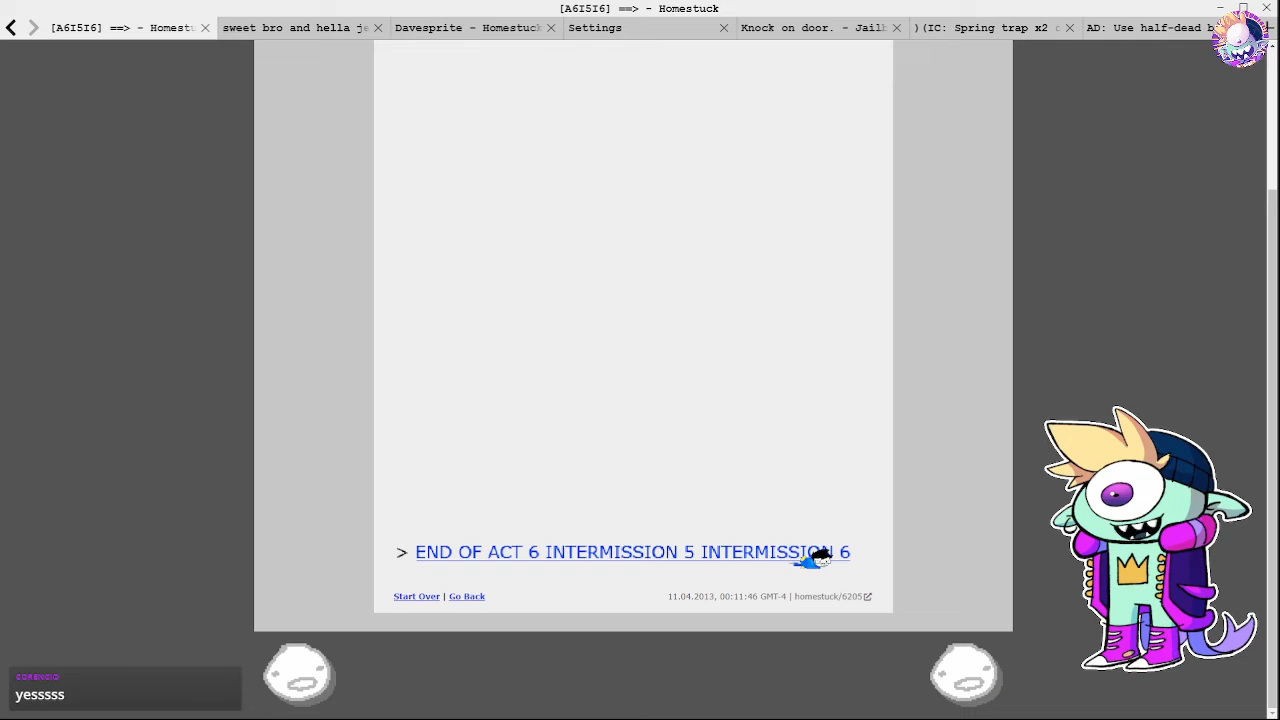 [A6I5I6] ==> - Homestuck
[A6I5I6] ==> - Homestu
sweet bro and hella je
Davesprite - Homestuck
Settings
Knock on door. - Jailb
)(IC: Spring trap x2 c
AD: Use half-dead b
> END OF ACT 6 INTERMISSION 5 INTERMISSION 6
Start Over | Go Back
11.04.2013, 00:11:46 GMT-4 | homestuck/6205
yesssss